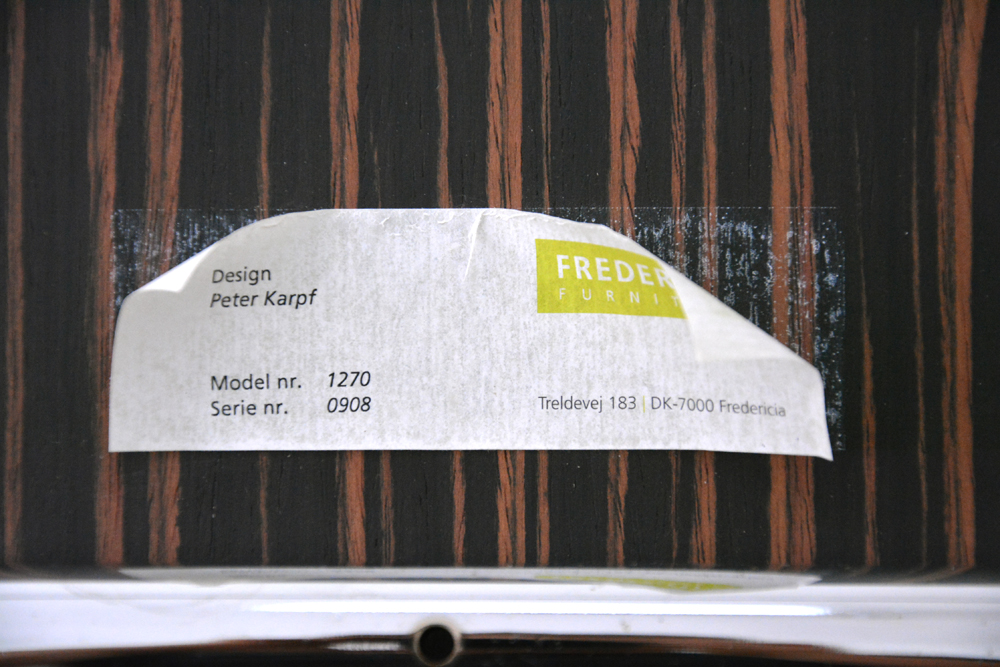 Design
Peter Karpf
FREDER
FURNIT
Model nr. 1270
Serie nr. 0908
Treldevej 183 | DK-7000 Fredericia